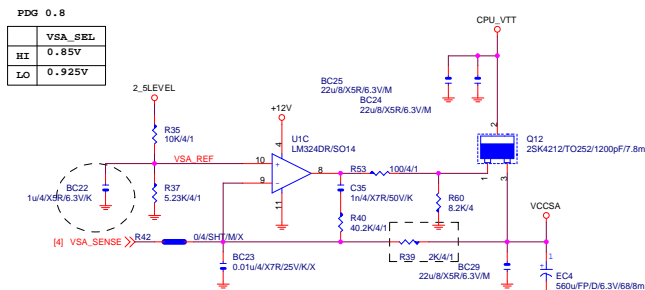 PDG 0.8
VSA_SEL
HI 0.85V
LO 0.925V
CPU_VTT
2_5LEVEL
+12V
BC25
22u/8/X5R/6.3V/M
BC24
22u/8/X5R/6.3V/M
R35
10K/4/1
U1C
LM324DR/SO14
Q12
2SK4212/TO252/1200pF/7.8m
VSA_REF
10
9
4
11
8
+
-
R53
100/4/1
1
2
3
BC22
1u/4/X5R/6.3V/K
R37
5.23K/4/1
C35
1n/4/X7R/50V/K
R60
8.2K/4
VCCSA
[4] VSA_SENSE
R42
0/4/SHT/M/X
R40
40.2K/4/1
R39
2K/4/1
BC23
0.01u/4/X7R/25V/K/X
BC29
22u/8/X5R/6.3V/M
1
+
EC4
560u/FP/D/6.3V/68/8m